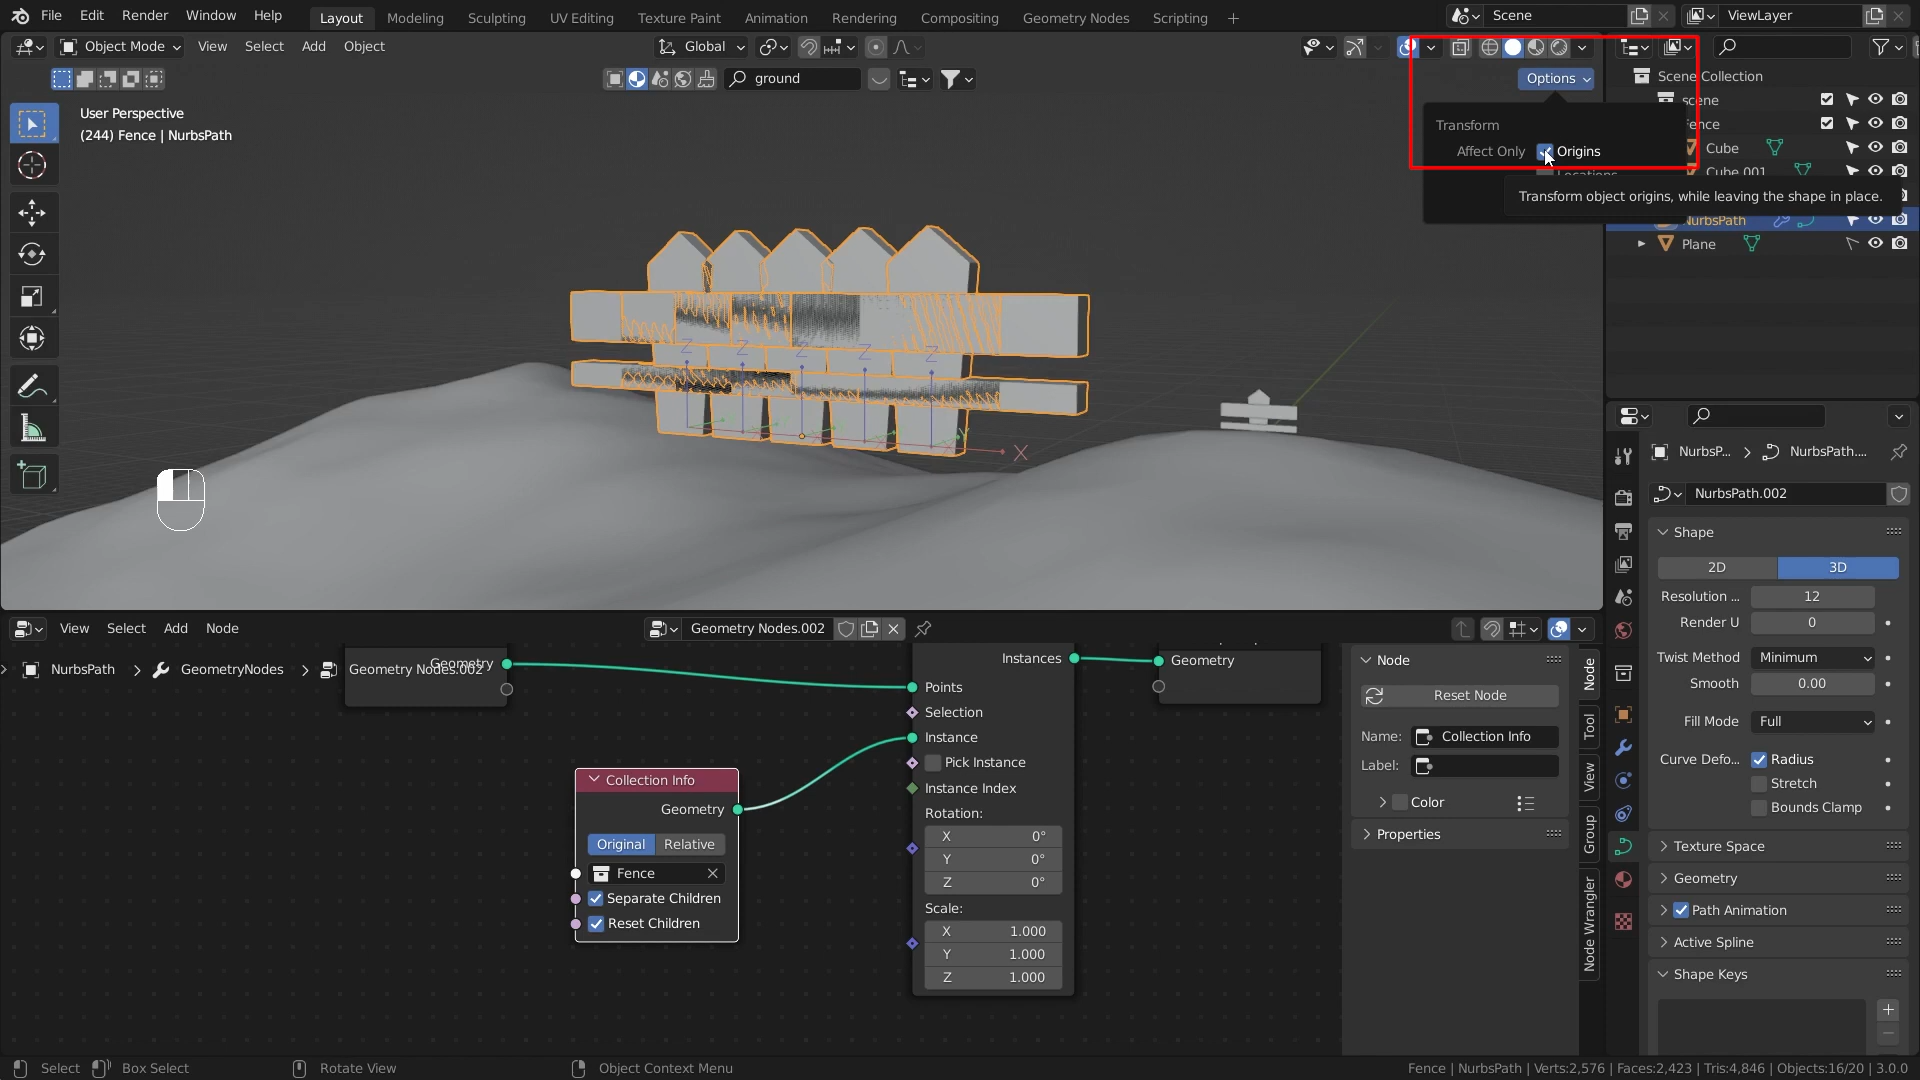 File Edit Render Window Help Layout Modeling Sculpting UV Editing Texture Paint Animation Rendering Compositing Geometry Nodes Scripting Scene ViewLayer
Object Mode View Select Add Object Global
ground Options
User Perspective
(244) Fence | NurbsPath
Transform
Affect Only Origins
Locations
Transform object origins, while leaving the shape in place.
Scene Collection
scene
Fence
Cube
Cube.001
NurbsPath
Plane
Z Z Z Z Z
X
Y
NurbsP... NurbsPath....
NurbsPath.002
Shape
2D 3D
Resolution ... 12
Render U 0
Twist Method Minimum
Smooth 0.00
Fill Mode Full
Curve Defo... Radius
Stretch
Bounds Clamp
Texture Space
Geometry
Path Animation
Active Spline
Shape Keys
View Select Add Node Geometry Nodes.002
NurbsPath GeometryNodes Geometry Nodes.002
Geometry
Instances
Points
Selection
Instance
Pick Instance
Instance Index
Rotation:
X 0°
Y 0°
Z 0°
Scale:
X 1.000
Y 1.000
Z 1.000
Geometry
Collection Info
Geometry
Original Relative
Fence
Separate Children
Reset Children
Node
Reset Node
Name: Collection Info
Label:
Color
Properties
Node
Tool
View
Group
Node Wrangler
Select Box Select Rotate View Object Context Menu Fence | NurbsPath | Verts:2,576 | Faces:2,423 | Tris:4,846 | Objects:16/20 | 3.0.0